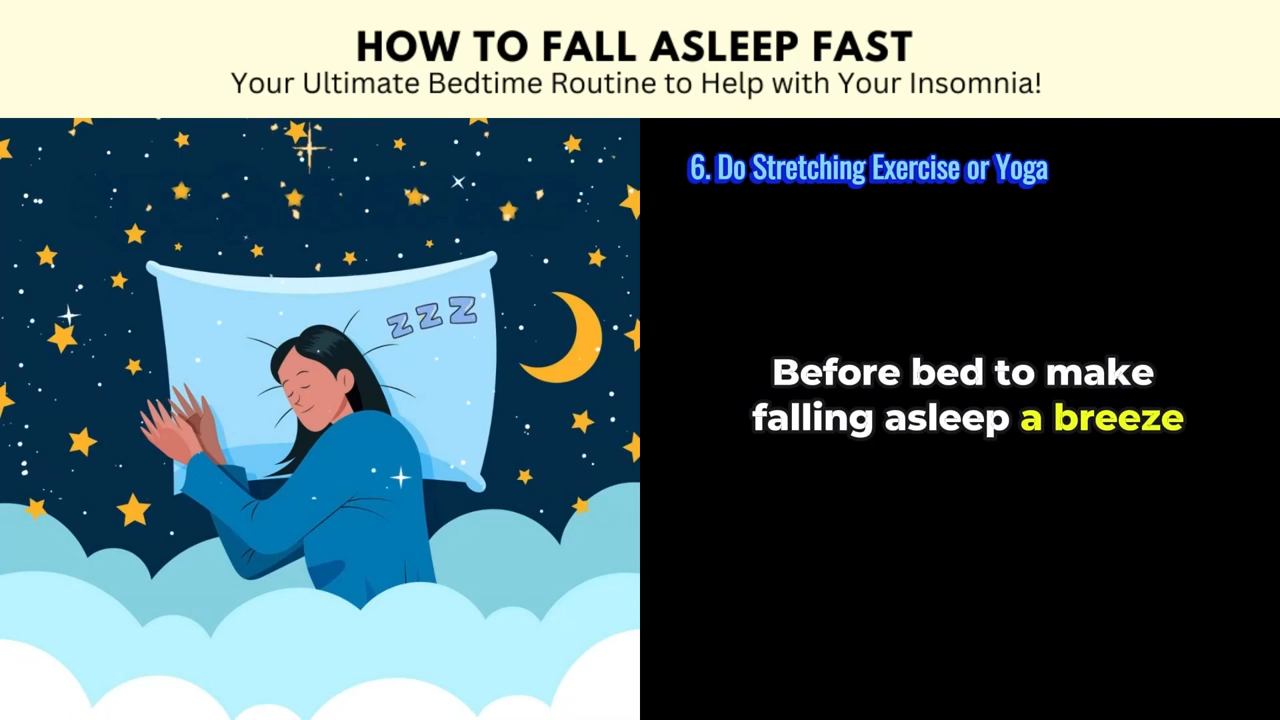 HOW TO FALL ASLEEP FAST
Your Ultimate Bedtime Routine to Help with Your Insomnia!
ZZZ
6. Do Stretching Exercise or Yoga
Before bed to make
falling asleep a breeze